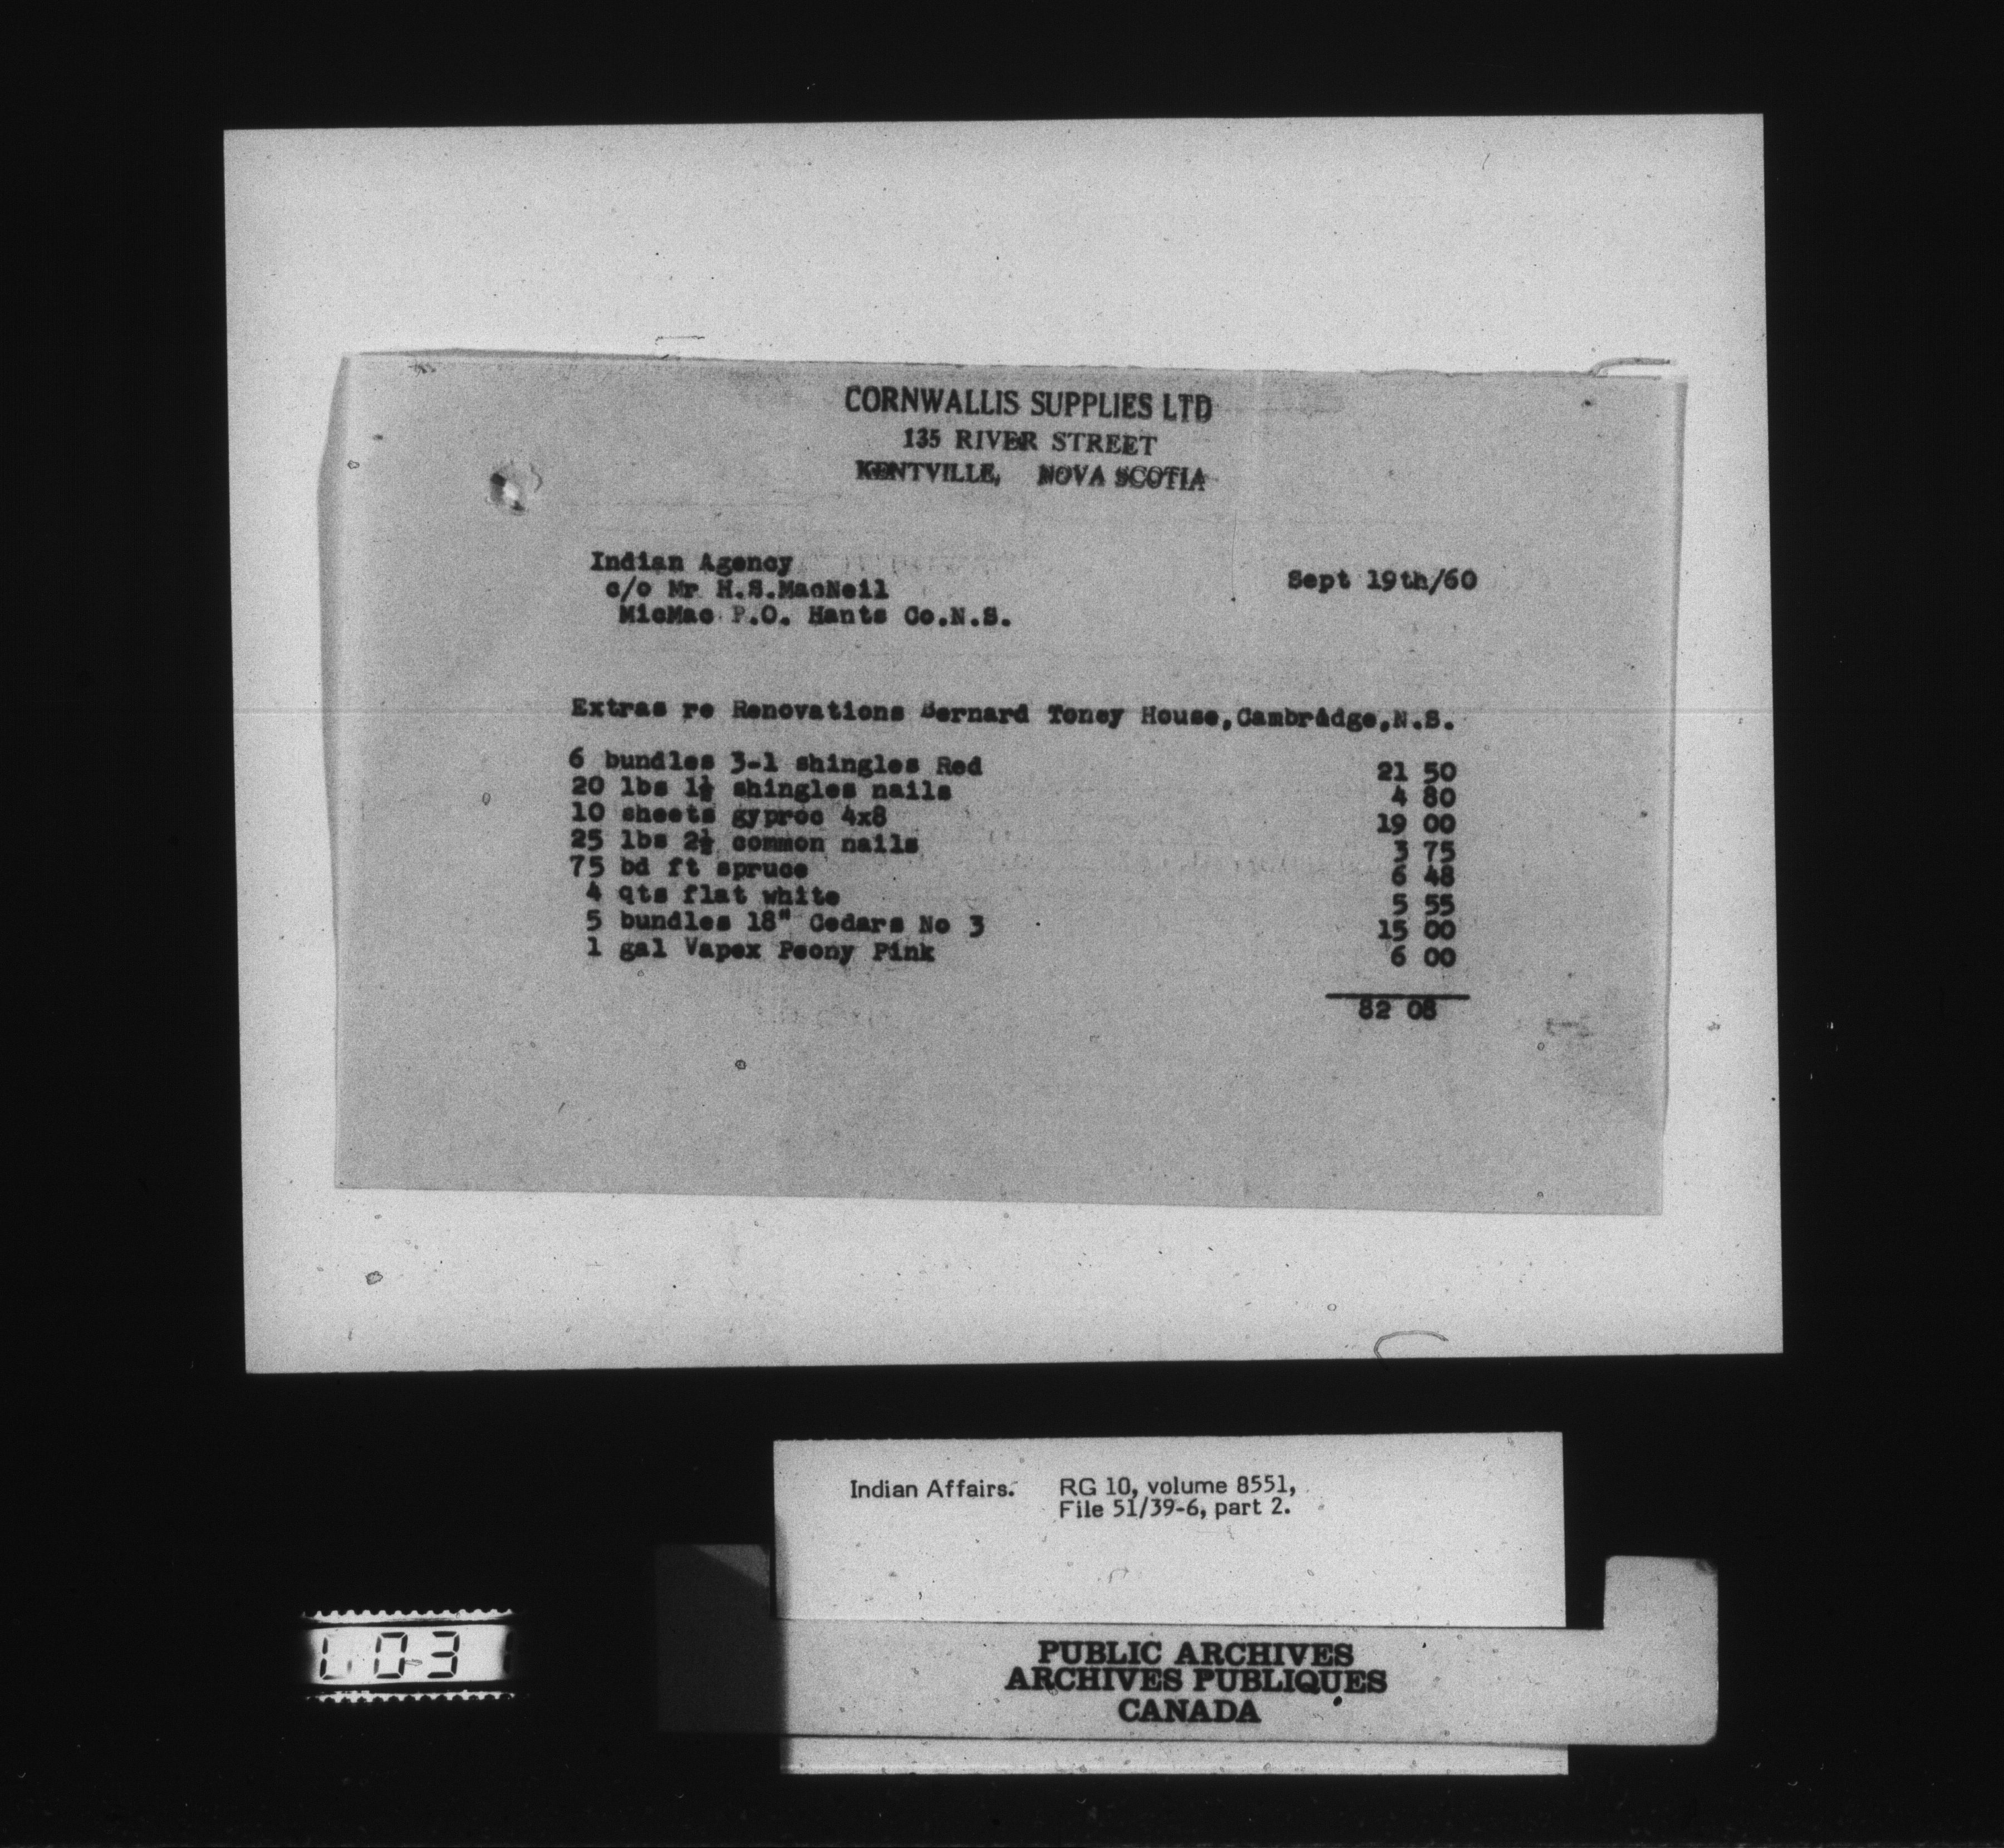 CORNWALLIS SUPPLIES LTD
135 RIVER STREET
KENTVILLE, NOVA SCOTIA
Indian Agency
c/o Mr H.S.MacNeil
MicMac P.O. Hants Co.N.S.
Sept 19th/60
Extras re Renovations Bernard Toney House,Cambridge,N.S.
6 bundles 3-1 shingles Red 21 50
20 lbs 1½ shingles nails 4 80
10 sheets gyproc 4x8 19 00
25 lbs 2½ common nails 3 75
75 bd ft spruce 6 48
4 qts flat white 5 55
5 bundles 18" Cedars No 3 15 00
1 gal Vapex Peony Pink 6 00
82 08
Indian Affairs. RG 10, volume 8551,
File 51/39-6, part 2.
PUBLIC ARCHIVES
ARCHIVES PUBLIQUES
CANADA